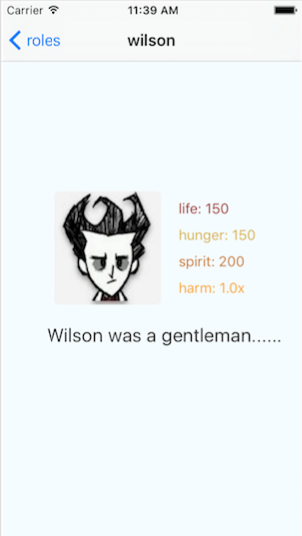 Carrier 11:39 AM
roles wilson
life: 150
hunger: 150
spirit: 200
harm: 1.0x
Wilson was a gentleman......